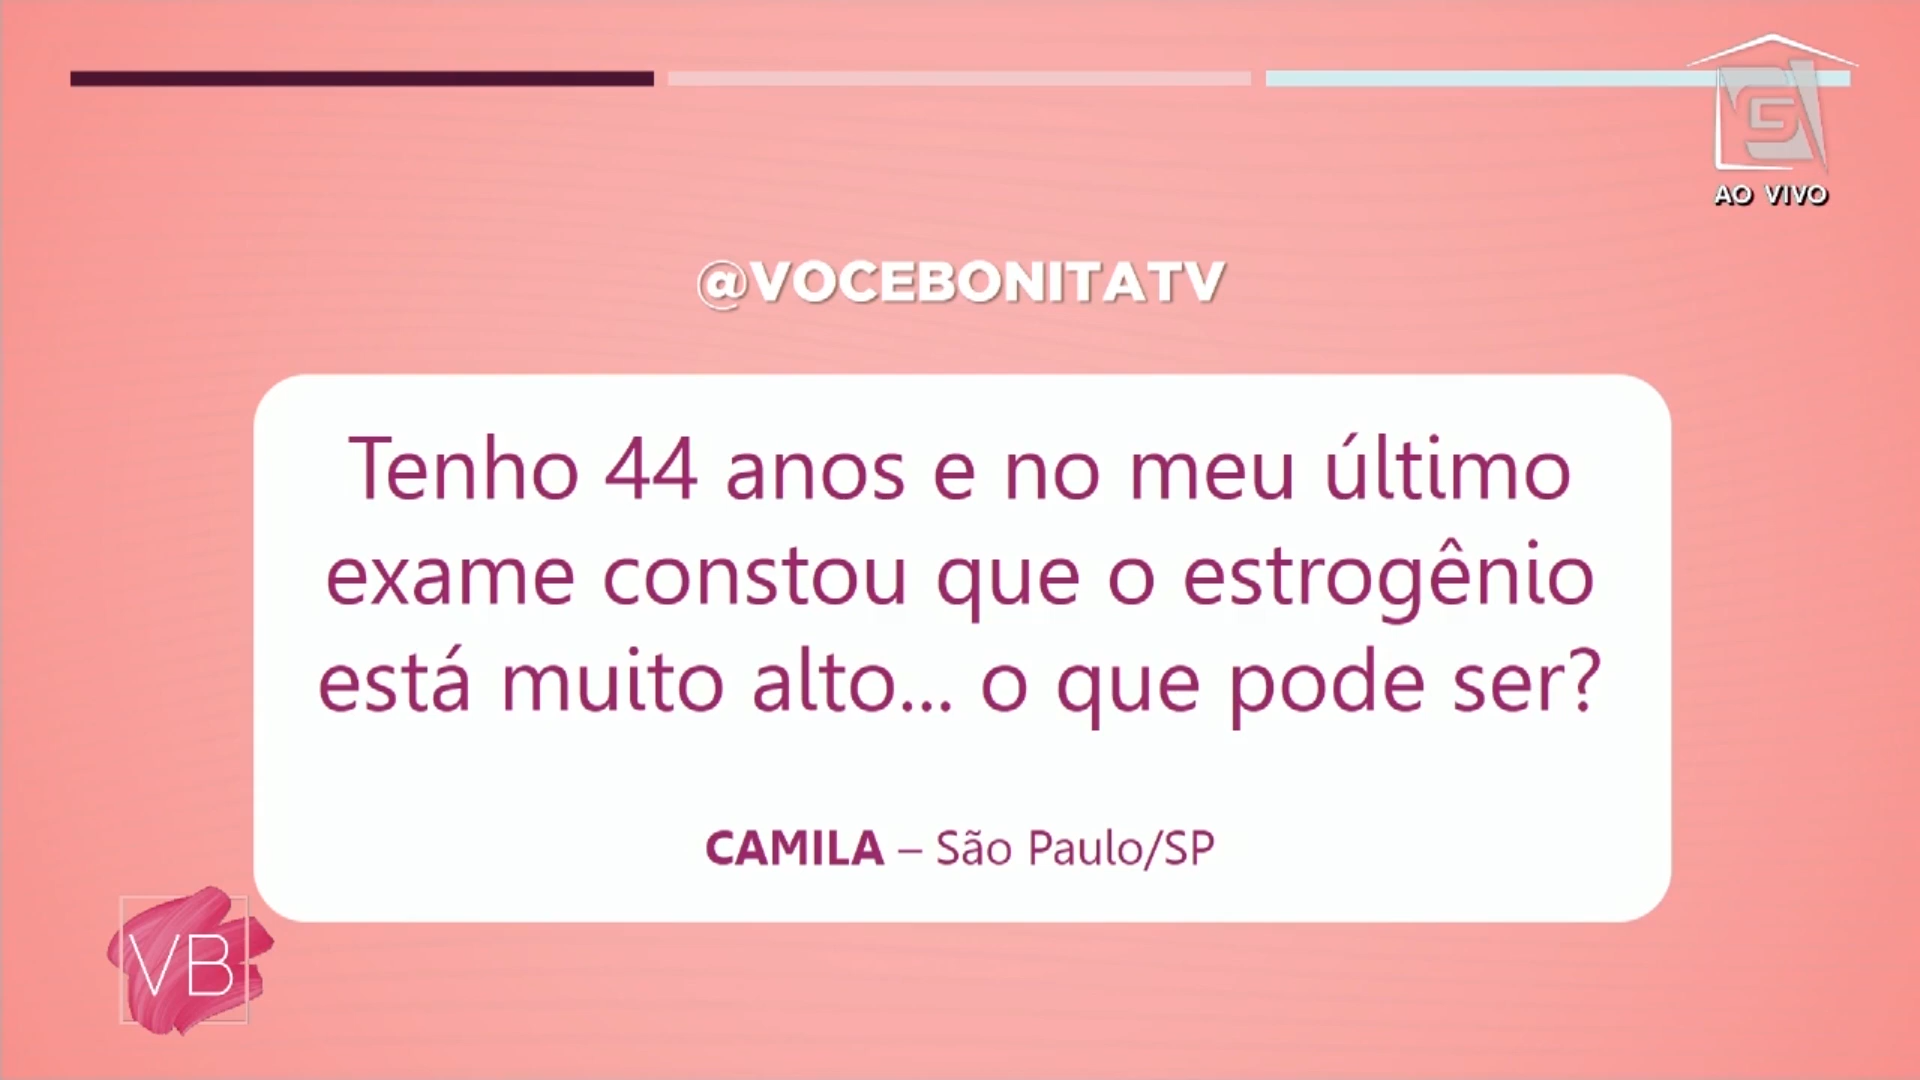 AO VIVO
@VOCEBONITATV
Tenho 44 anos e no meu último
exame constou que o estrogênio
está muito alto... o que pode ser?
CAMILA – São Paulo/SP
VB